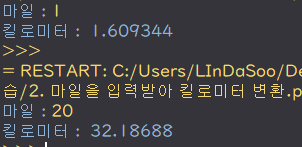 마일 : 1
킬로미터 : 1.609344
>>>
= RESTART: C:/Users/LInDaSoo/De
습/2. 마일을 입력받아 킬로미터 변환.p
마일 : 20
킬로미터 : 32.18688
>>>